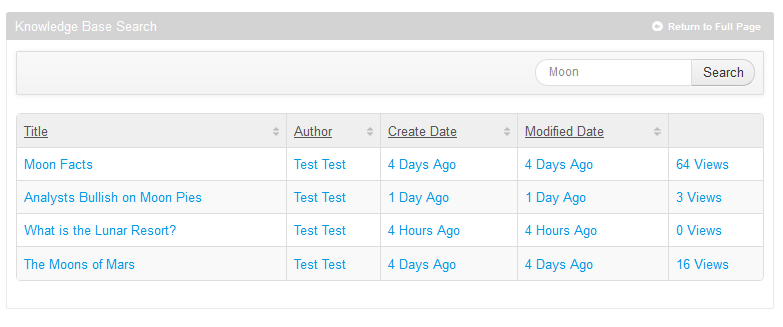 Knowledge Base Search Return to Full Page
Moon Search
Title Author Create Date Modified Date
Moon Facts Test Test 4 Days Ago 4 Days Ago 64 Views
Analysts Bullish on Moon Pies Test Test 1 Day Ago 1 Day Ago 3 Views
What is the Lunar Resort? Test Test 4 Hours Ago 4 Hours Ago 0 Views
The Moons of Mars Test Test 4 Days Ago 4 Days Ago 16 Views